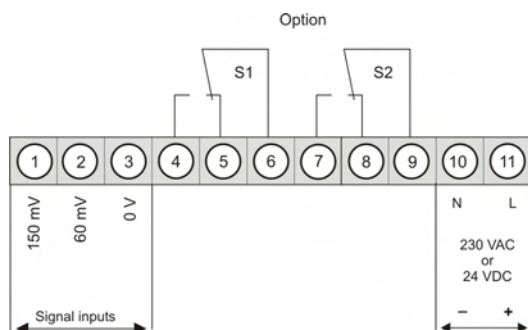 Option
S1 S2
1 2 3 4 5 6 7 8 9 10 11
150 mV
60 mV
0 V
N L
230 VAC
or
24 VDC
− +
Signal inputs